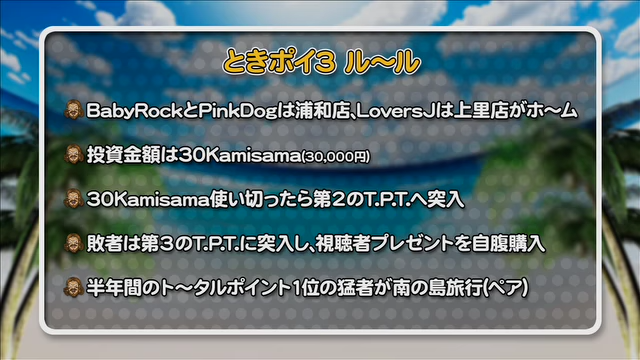 ときポイ3 ル〜ル
BabyRockとPinkDogは浦和店、LoversJは上里店がホ〜ム
投資金額は30Kamisama(30,000円)
30Kamisama使い切ったら第2のT.P.T.へ突入
敗者は第3のT.P.T.に突入し、視聴者プレゼントを自腹購入
半年間のト〜タルポイント1位の猛者が南の島旅行(ペア)